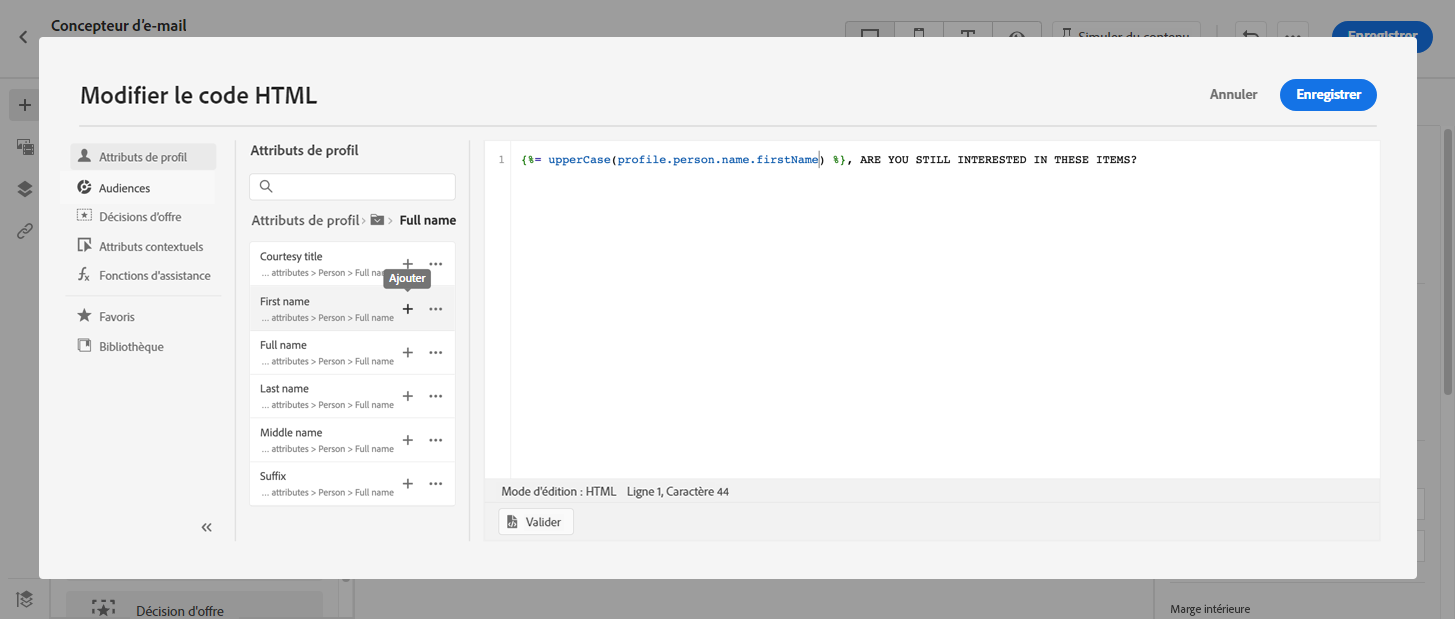 Concepteur d'e-mail
Simuler du contenu
Enregistrer
Modifier le code HTML
Annuler
Enregistrer
Attributs de profil
Audiences
Décisions d'offre
Attributs contextuels
Fonctions d'assistance
Favoris
Bibliothèque
Attributs de profil
Attributs de profil › › Full name
Courtesy title
... attributes > Person > Full na
Ajouter
First name
... attributes > Person > Full name
Full name
... attributes > Person > Full name
Last name
... attributes > Person > Full name
Middle name
... attributes > Person > Full name
Suffix
... attributes > Person > Full name
1 {%= upperCase(profile.person.name.firstName) %}, ARE YOU STILL INTERESTED IN THESE ITEMS?
Mode d'édition : HTML Ligne 1, Caractère 44
Valider
Décision d'offre
Marge intérieure